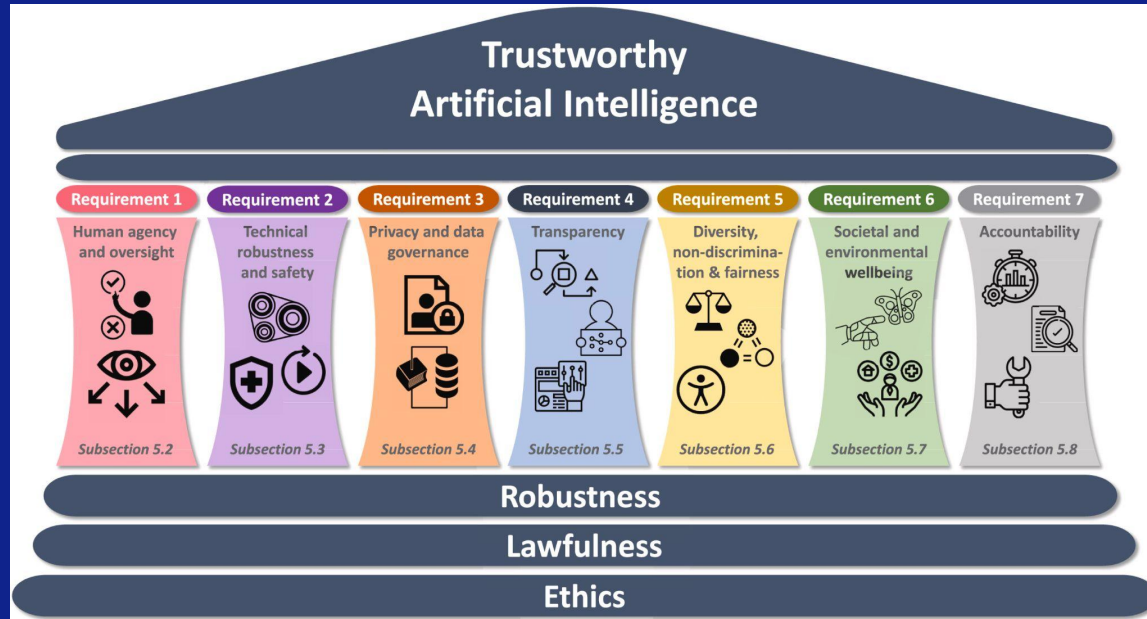 Trustworthy
Artificial Intelligence
Requirement 1
Requirement 2
Requirement 3
Requirement 4
Requirement 5
Requirement 6
Requirement 7
Human agency
and oversight
Technical
robustness
and safety
Privacy and data
governance
Transparency
Diversity,
non-discrimina-
tion & fairness
Societal and
environmental
wellbeing
Accountability
Subsection 5.2
Subsection 5.3
Subsection 5.4
Subsection 5.5
Subsection 5.6
Subsection 5.7
Subsection 5.8
Robustness
Lawfulness
Ethics